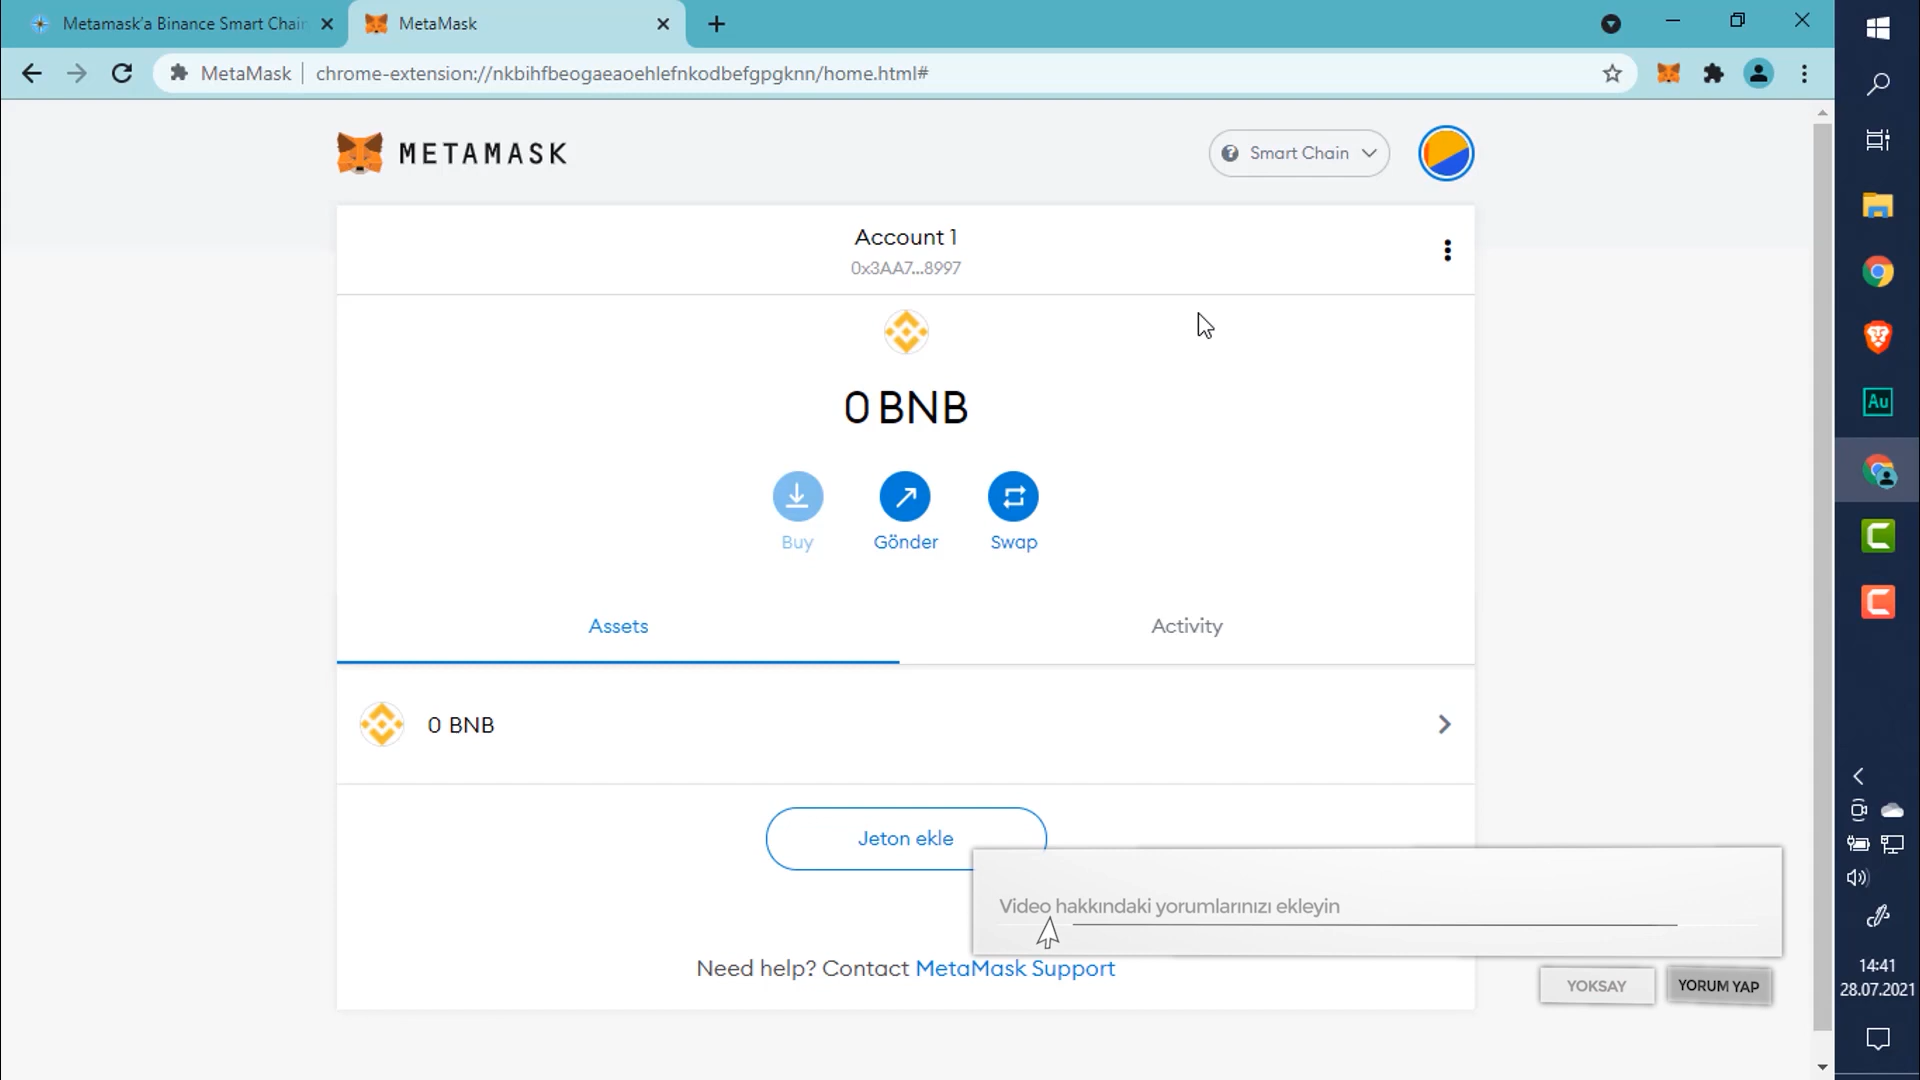 Metamask'a Binance Smart Chain
MetaMask
MetaMask
chrome-extension://nkbihfbeogaeaoehlefnkodbefgpgknn/home.html#
METAMASK
Smart Chain
Account 1
0x3AA7...8997
0 BNB
Buy
Gönder
Swap
Assets
Activity
0 BNB
Jeton ekle
Video hakkındaki yorumlarınızı ekleyin
Need help? Contact MetaMask Support
YOKSAY
YORUM YAP
Au
14:41
28.07.2021